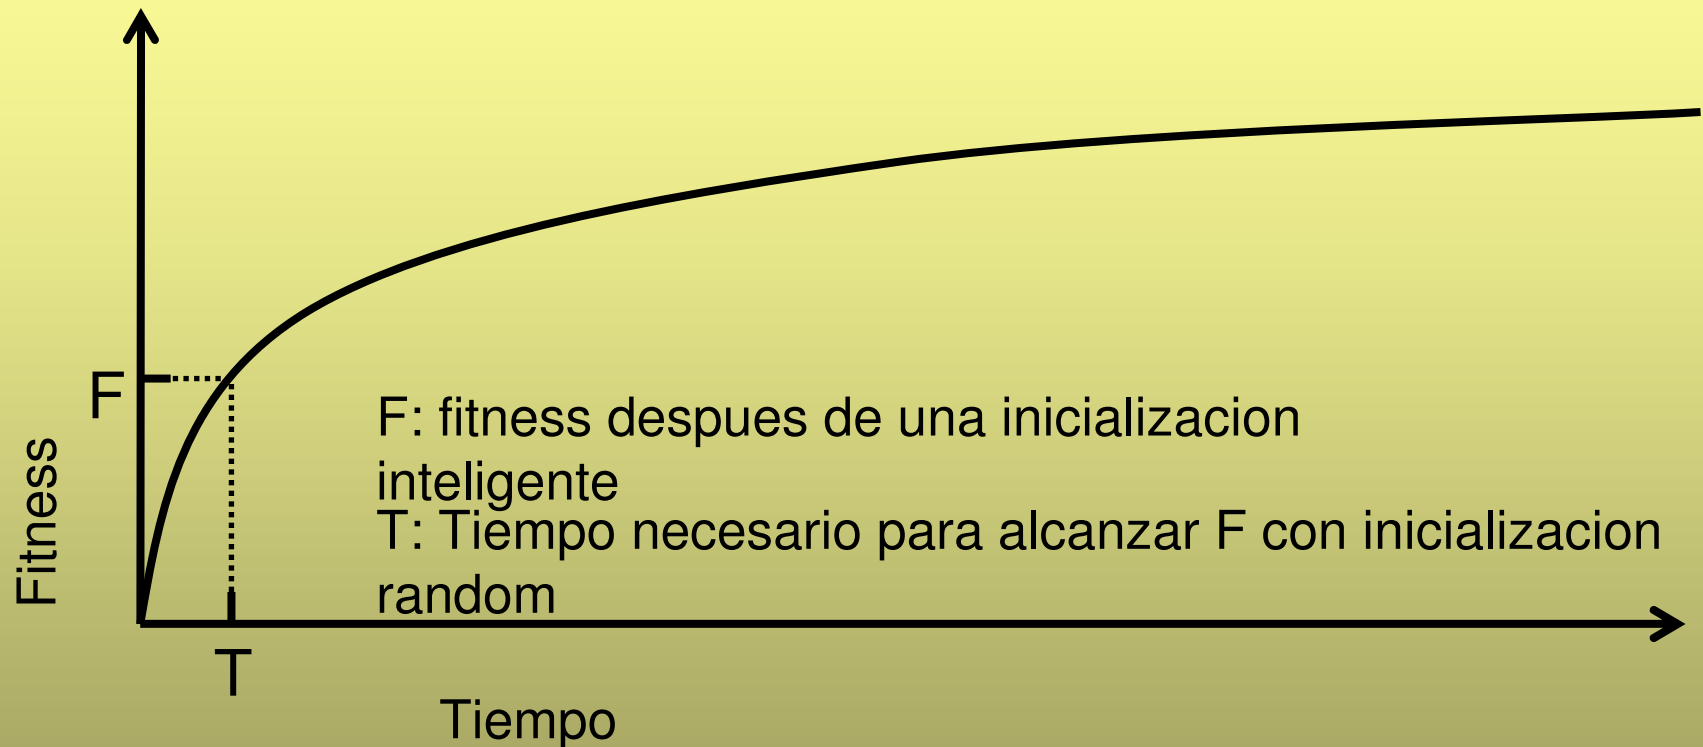 F
F: fitness despues de una inicializacion
inteligente
T: Tiempo necesario para alcanzar F con inicializacion
random
Fitness
T
Tiempo